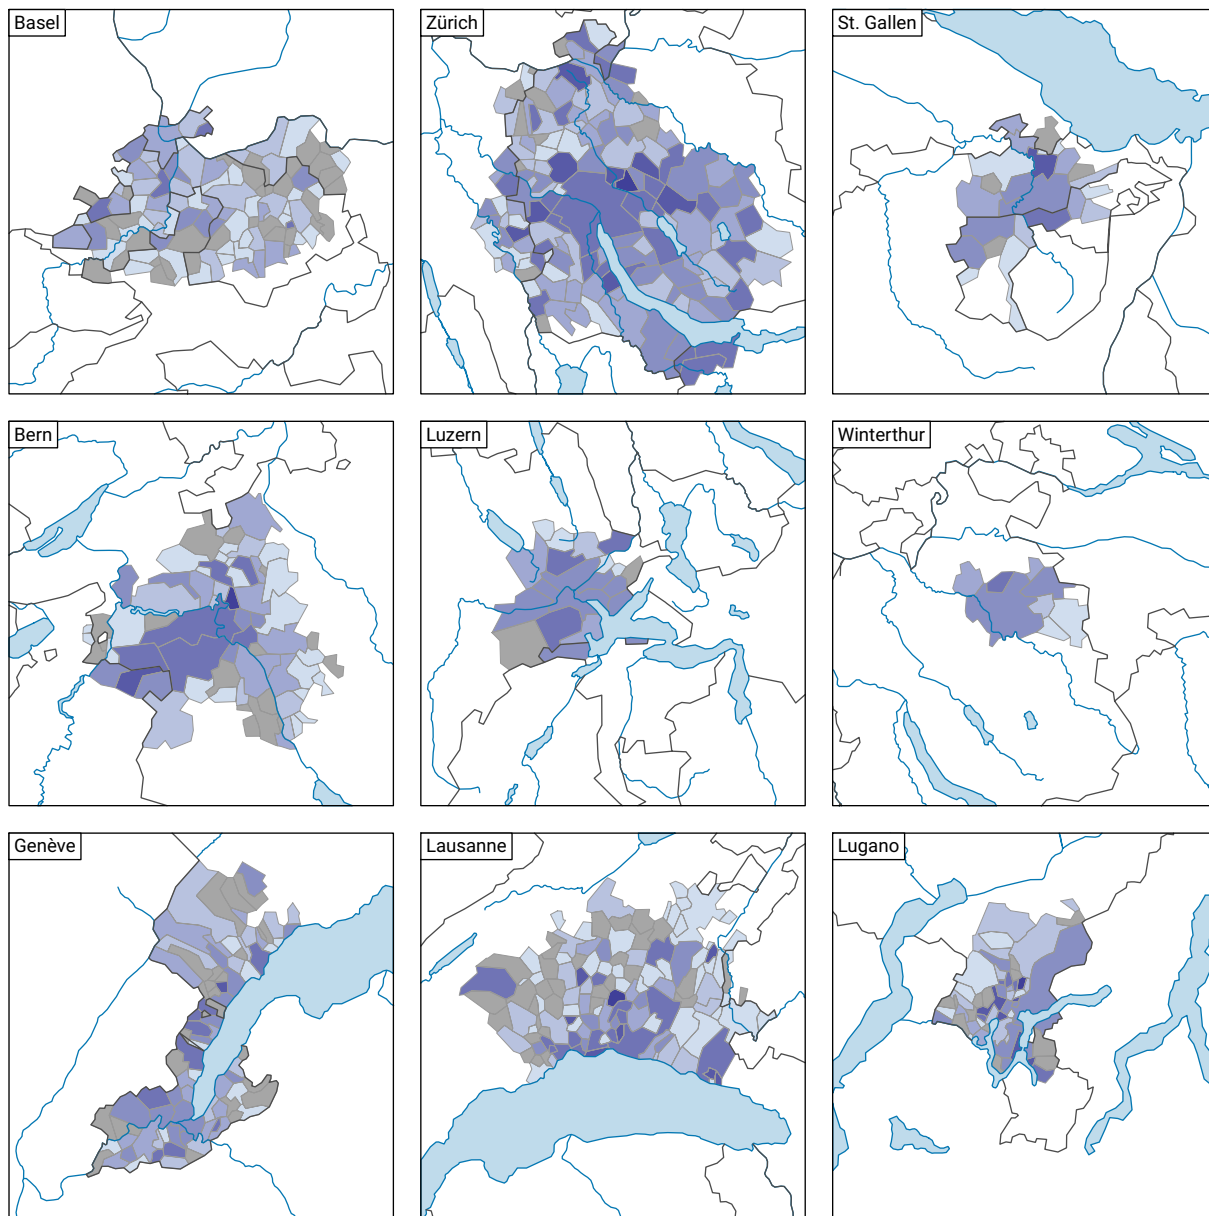 Basel
Zürich
St. Gallen
Bern
Luzern
Winterthur
Genève
Lausanne
Lugano